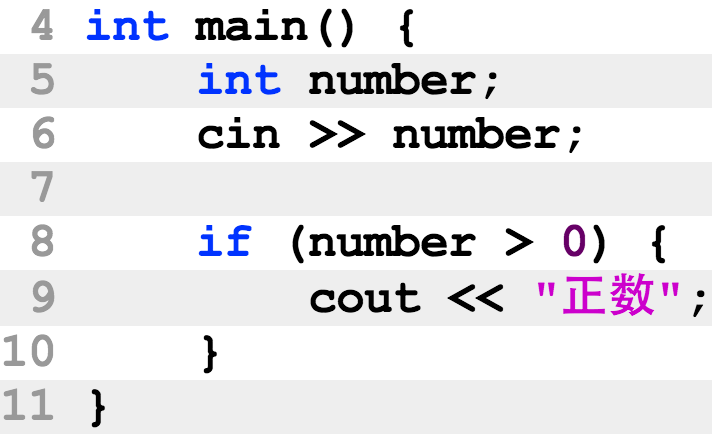 4 int main() {
5     int number;
6     cin >> number;
7
8     if (number > 0) {
9         cout << "正数";
10     }
11 }